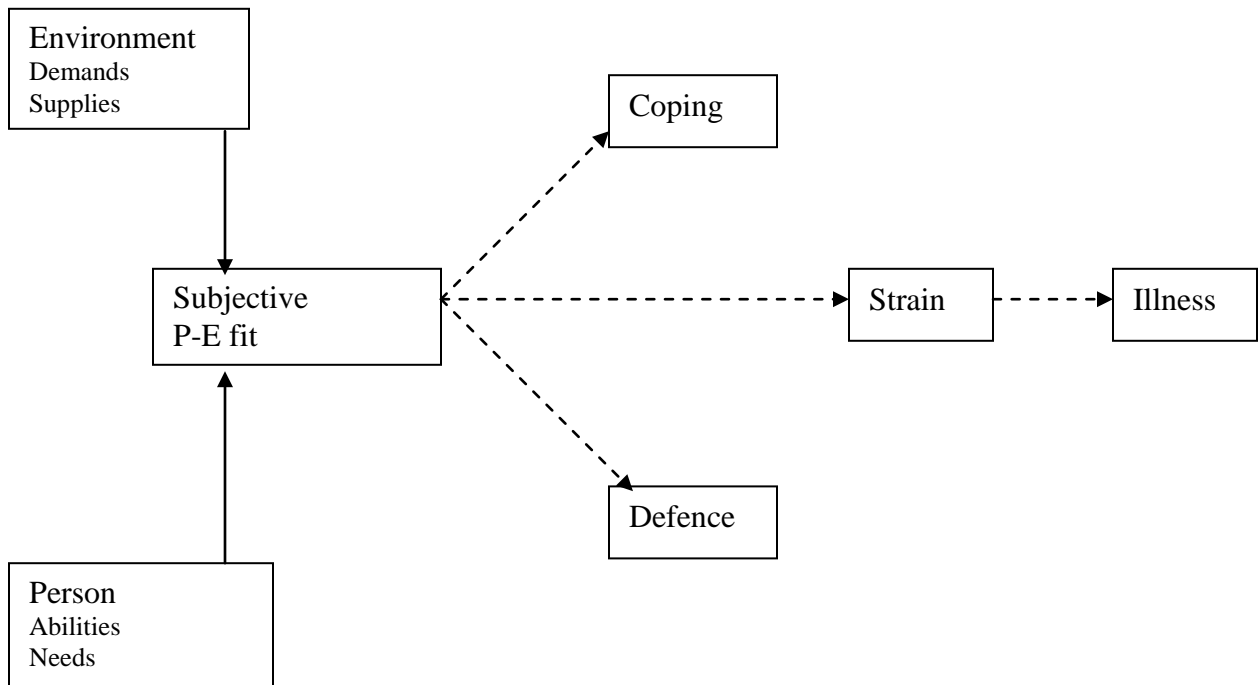 Environment
Demands
Supplies
Coping
Subjective
P-E fit
Strain
Illness
Defence
Person
Abilities
Needs